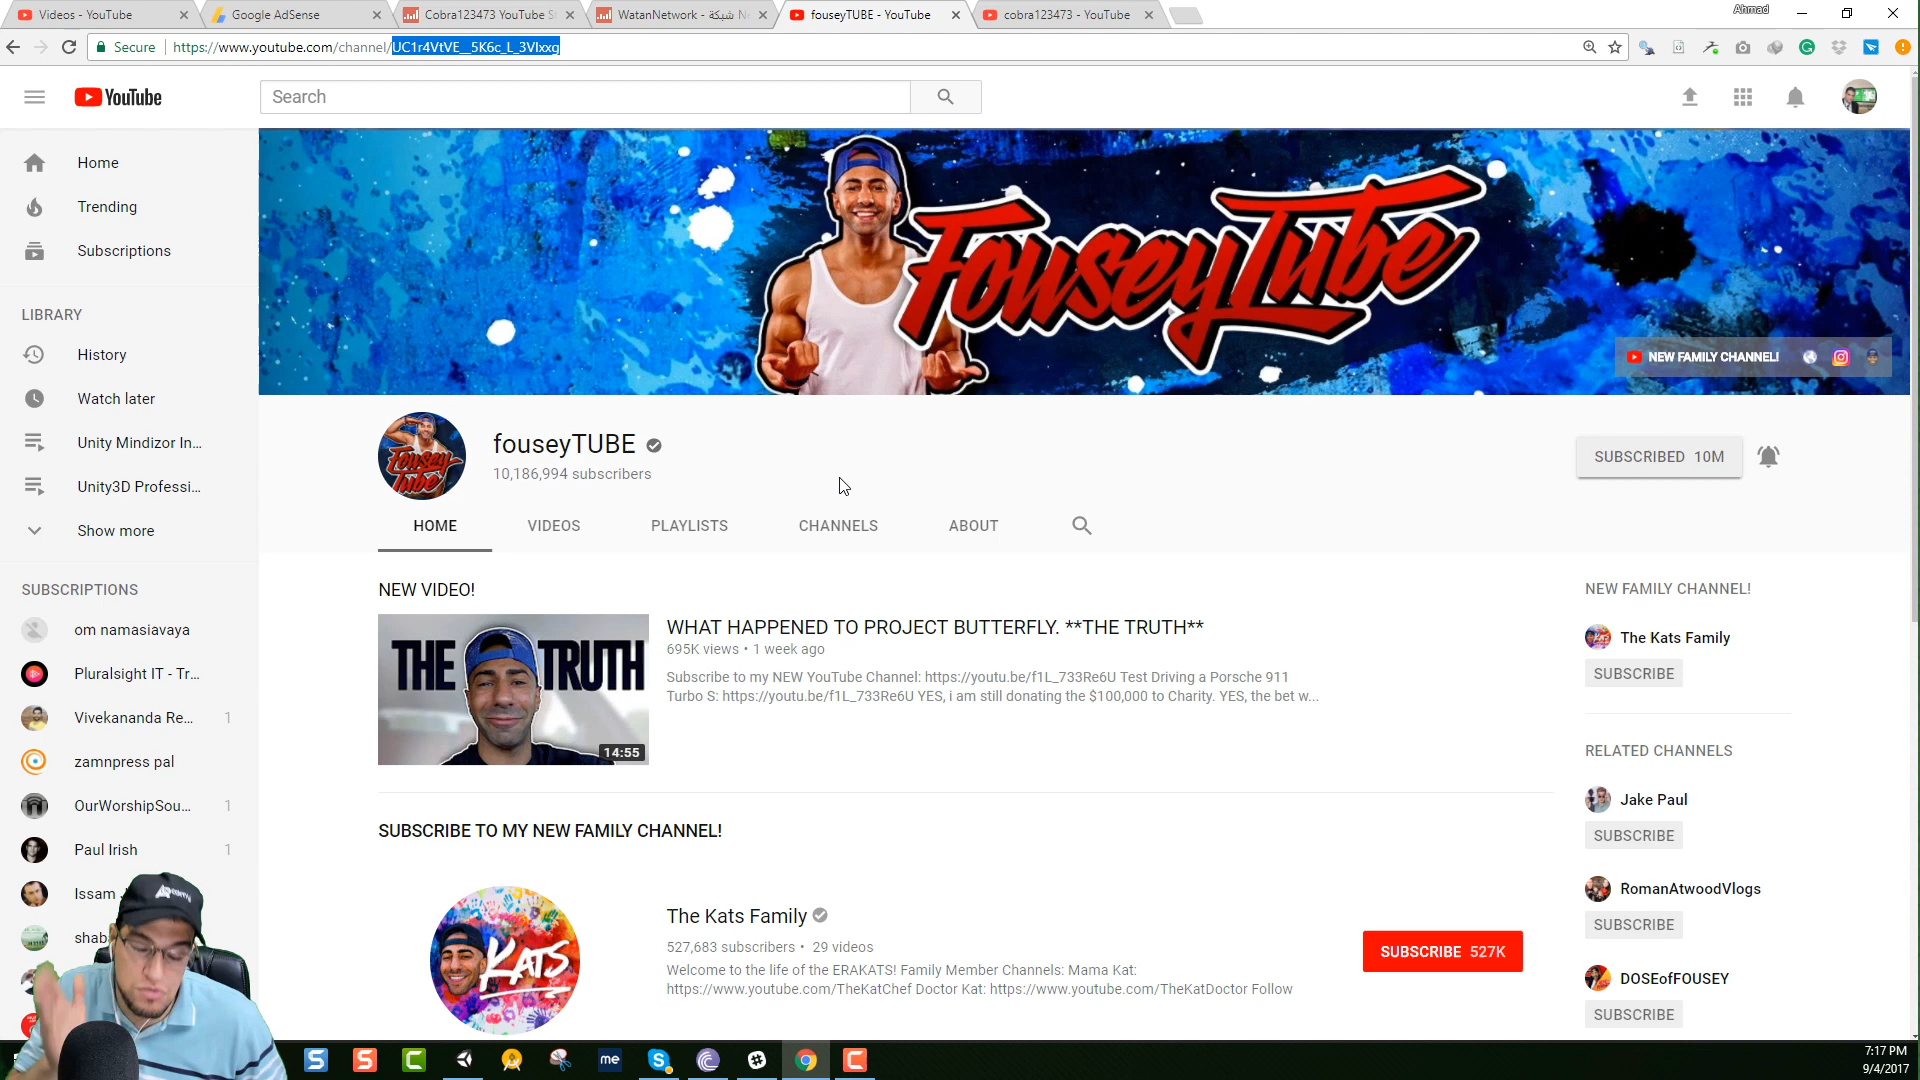 Videos - YouTube
Google AdSense
Cobra123473 YouTube St
WatanNetwork - شبكة Ne
fouseyTUBE - YouTube
cobra123473 - YouTube
Ahmad
Secure
https://www.youtube.com/channel/UC1r4VtVE__5K6c_L_3Vlxxg
YouTube
Search
Home
Trending
Subscriptions
LIBRARY
History
Watch later
Unity Mindizor In...
Unity3D Professi...
Show more
SUBSCRIPTIONS
om namasiavaya
Pluralsight IT - Tr...
Vivekananda Re... 1
zamnpress pal
OurWorshipSou... 1
Paul Irish 1
Issam
shab
FouseyTube
NEW FAMILY CHANNEL!
Fousey
Tube
fouseyTUBE
10,186,994 subscribers
SUBSCRIBED 10M
HOME
VIDEOS
PLAYLISTS
CHANNELS
ABOUT
NEW VIDEO!
THE TRUTH
14:55
WHAT HAPPENED TO PROJECT BUTTERFLY. **THE TRUTH**
695K views • 1 week ago
Subscribe to my NEW YouTube Channel: https://youtu.be/f1L_733Re6U Test Driving a Porsche 911
Turbo S: https://youtu.be/f1L_733Re6U YES, i am still donating the $100,000 to Charity. YES, the bet w...
SUBSCRIBE TO MY NEW FAMILY CHANNEL!
KATS
The Kats Family
527,683 subscribers • 29 videos
Welcome to the life of the ERAKATS! Family Member Channels: Mama Kat:
https://www.youtube.com/TheKatChef Doctor Kat: https://www.youtube.com/TheKatDoctor Follow
SUBSCRIBE 527K
NEW FAMILY CHANNEL!
The Kats Family
SUBSCRIBE
RELATED CHANNELS
Jake Paul
SUBSCRIBE
RomanAtwoodVlogs
SUBSCRIBE
DOSEofFOUSEY
SUBSCRIBE
me
7:17 PM
9/4/2017